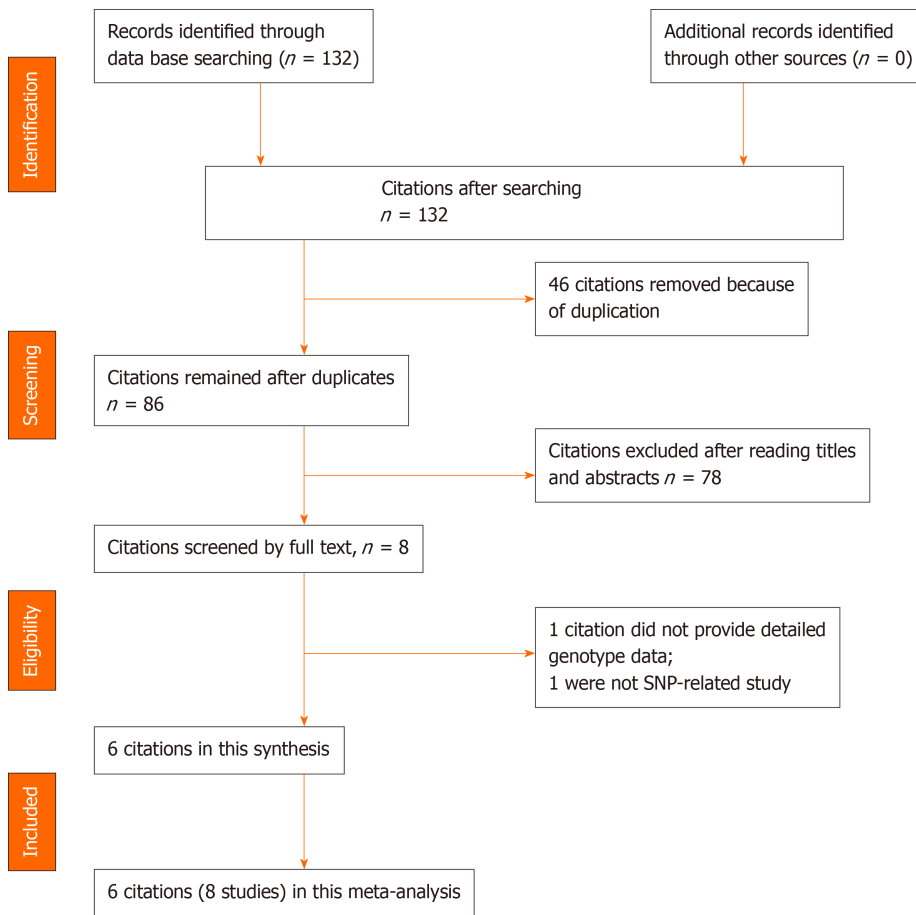 Records identified through
data base searching (n = 132)
Additional records identified
through other sources (n = 0)
Identification
Citations after searching
n = 132
46 citations removed because
of duplication
Screening
Citations remained after duplicates
n = 86
Citations excluded after reading titles
and abstracts n = 78
Citations screened by full text, n = 8
Eligibility
1 citation did not provide detailed
genotype data;
1 were not SNP-related study
6 citations in this synthesis
Included
6 citations (8 studies) in this meta-analysis